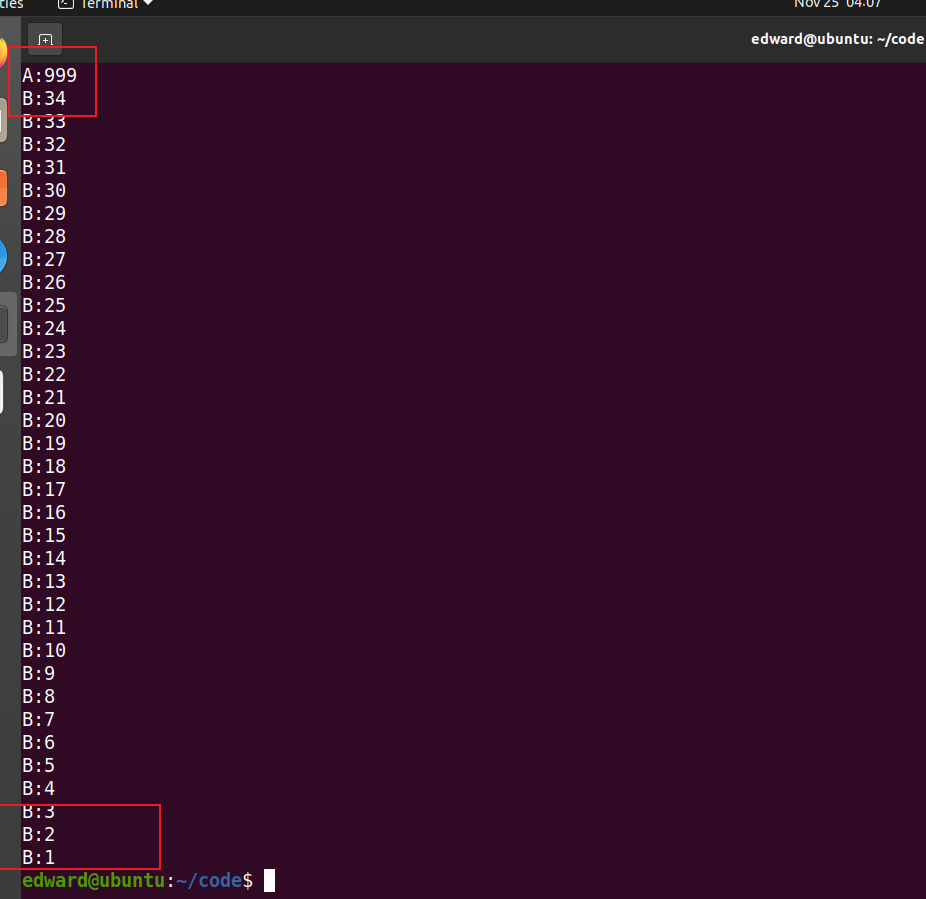 ties Terminal Nov 25 04:07
edward@ubuntu: ~/code
A:999
B:34
B:33
B:32
B:31
B:30
B:29
B:28
B:27
B:26
B:25
B:24
B:23
B:22
B:21
B:20
B:19
B:18
B:17
B:16
B:15
B:14
B:13
B:12
B:11
B:10
B:9
B:8
B:7
B:6
B:5
B:4
B:3
B:2
B:1
edward@ubuntu:~/code$